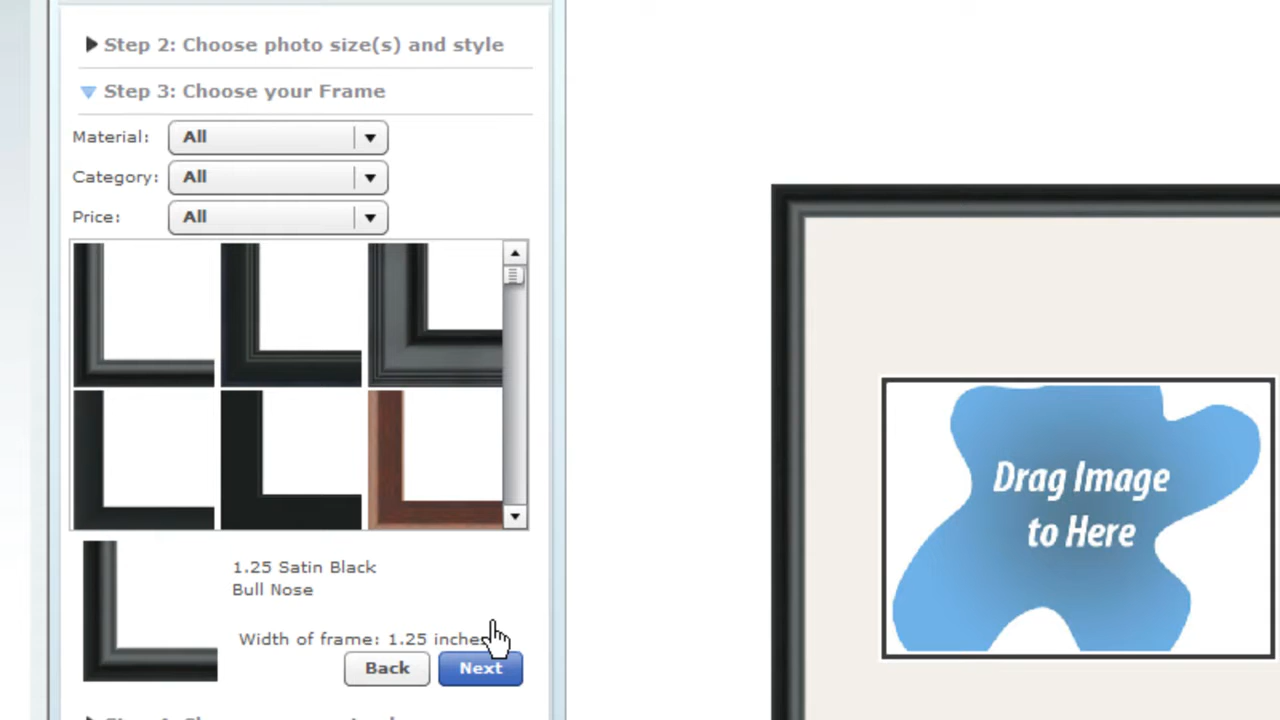 Step 2: Choose photo size(s) and style
Step 3: Choose your Frame
Material: All
Category: All
Price: All
1.25 Satin Black
Bull Nose
Width of frame: 1.25 inches
Back Next
Drag Image
to Here